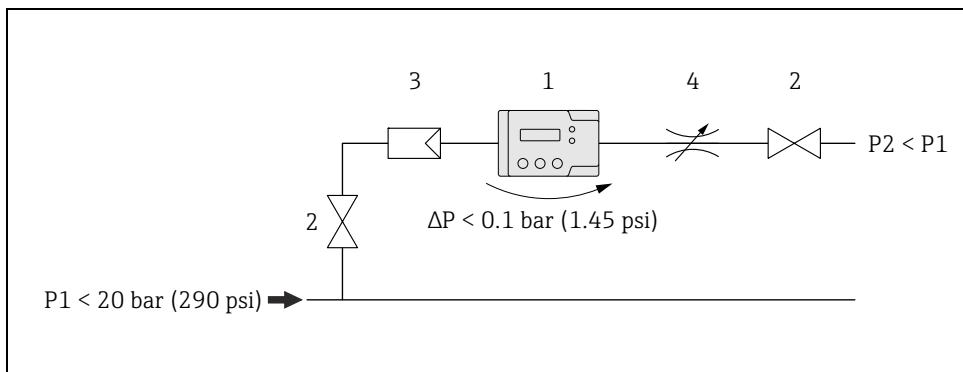 3 1 4 2
P2 < P1
2
ΔP < 0.1 bar (1.45 psi)
P1 < 20 bar (290 psi)